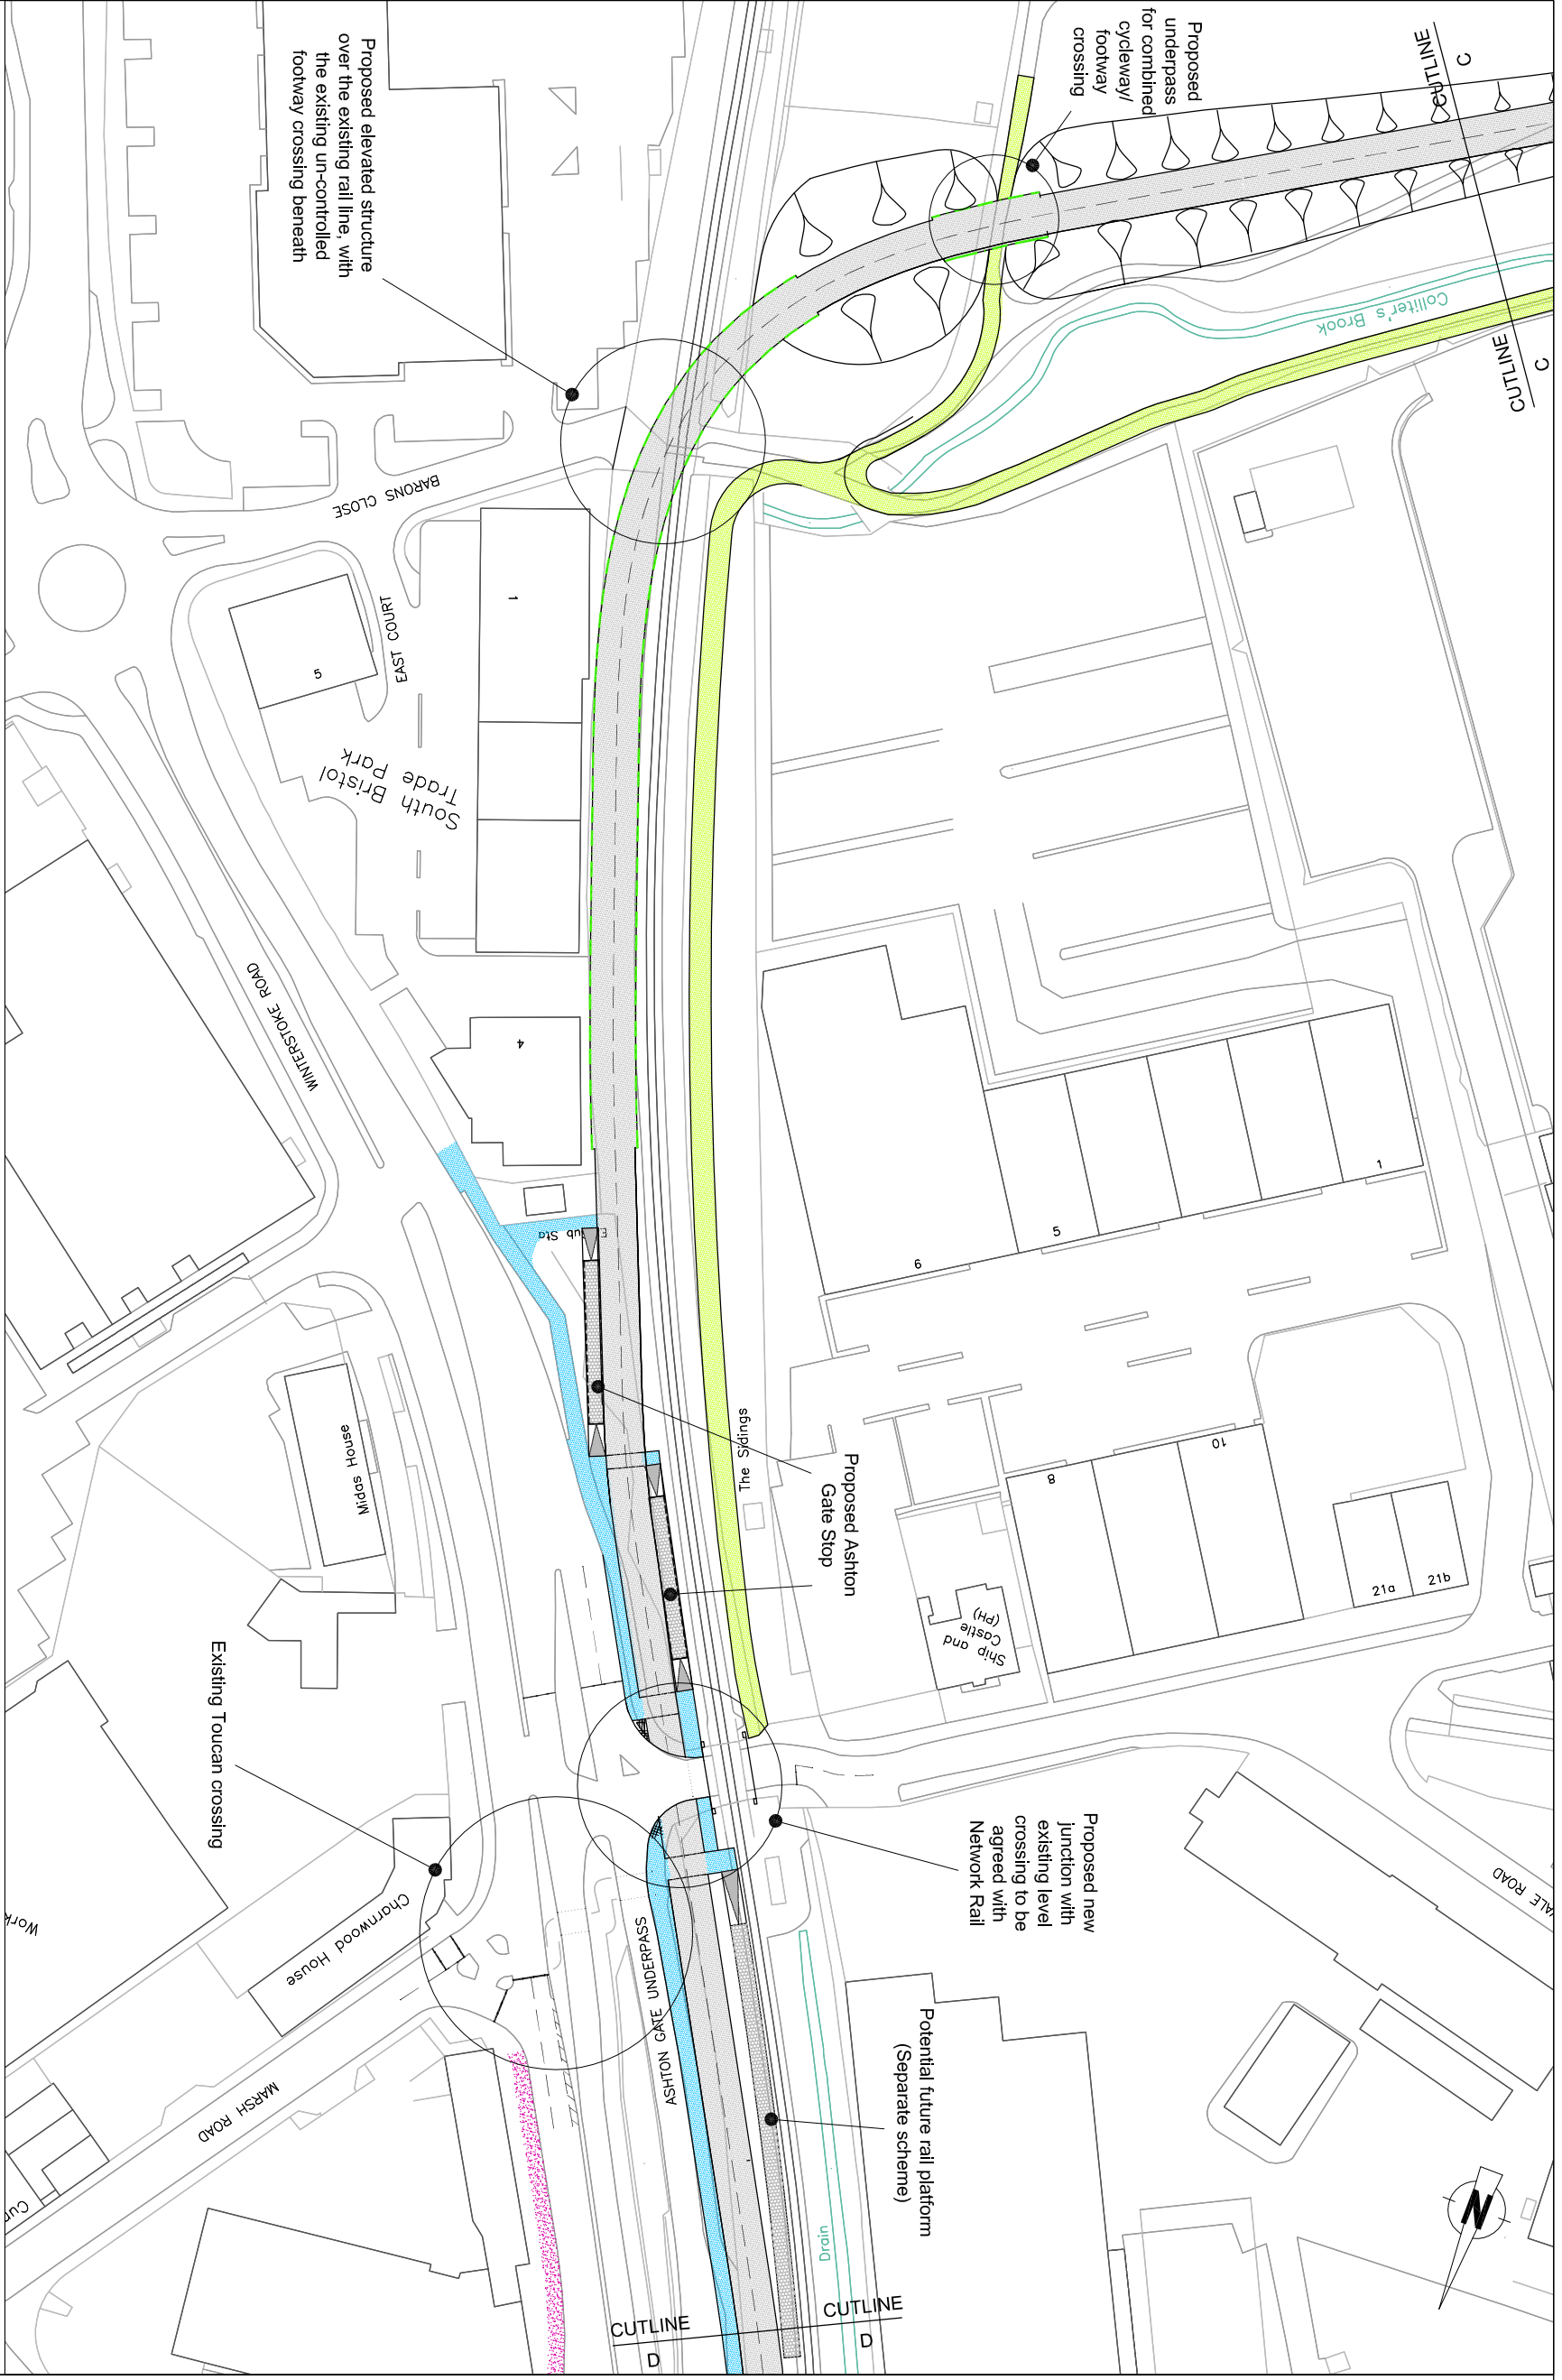 C
CUTLINE
Proposed
underpass
for combined
cycleway/
footway
crossing
Colliter's Brook
C
CUTLINE
Proposed elevated structure
over the existing rail line, with
the existing un-controlled
footway crossing beneath
BARONS CLOSE
EAST COURT
1
5
South Bristol
Trade Park
WINTERSTOKE ROAD
4
E Sub Sta
1
5
6
The Sidings
Proposed Ashton
Gate Stop
8
10
21a
21b
Ship and
Castle
(PH)
Midas House
Existing Toucan crossing
Proposed new
junction with
existing level
crossing to be
agreed with
Network Rail
Charnwood House
ASHTON GATE UNDERPASS
MARSH ROAD
Potential future rail platform
(Separate scheme)
Drain
ROAD
N
CUTLINE
D
CUTLINE
D